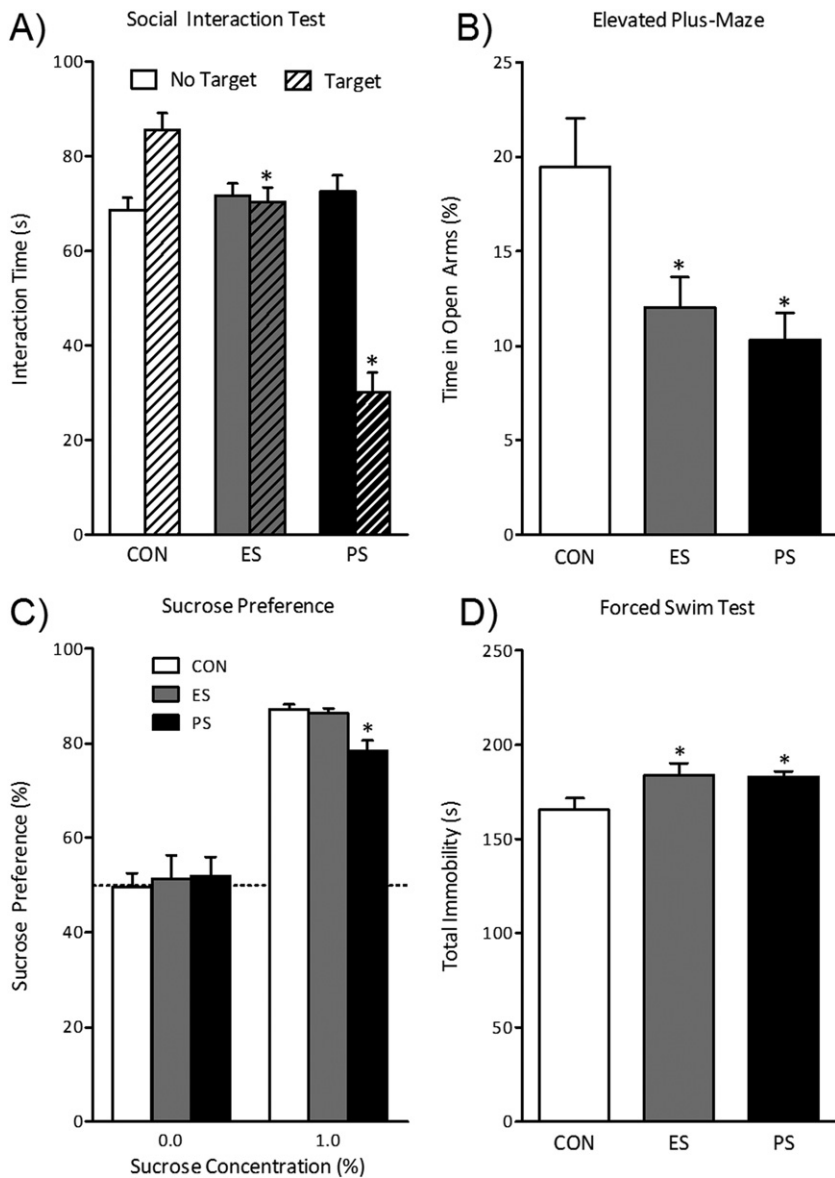 A)
Social Interaction Test
No Target
Target
Interaction Time (s)
100
80
60
40
20
0
*
*
CON ES PS
B)
Elevated Plus-Maze
Time in Open Arms (%)
25
20
15
10
5
0
*
*
CON ES PS
C)
Sucrose Preference
CON
ES
PS
Sucrose Preference (%)
100
80
60
40
20
0
*
0.0 1.0
Sucrose Concentration (%)
D)
Forced Swim Test
Total Immobility (s)
250
200
150
100
50
0
*
*
CON ES PS